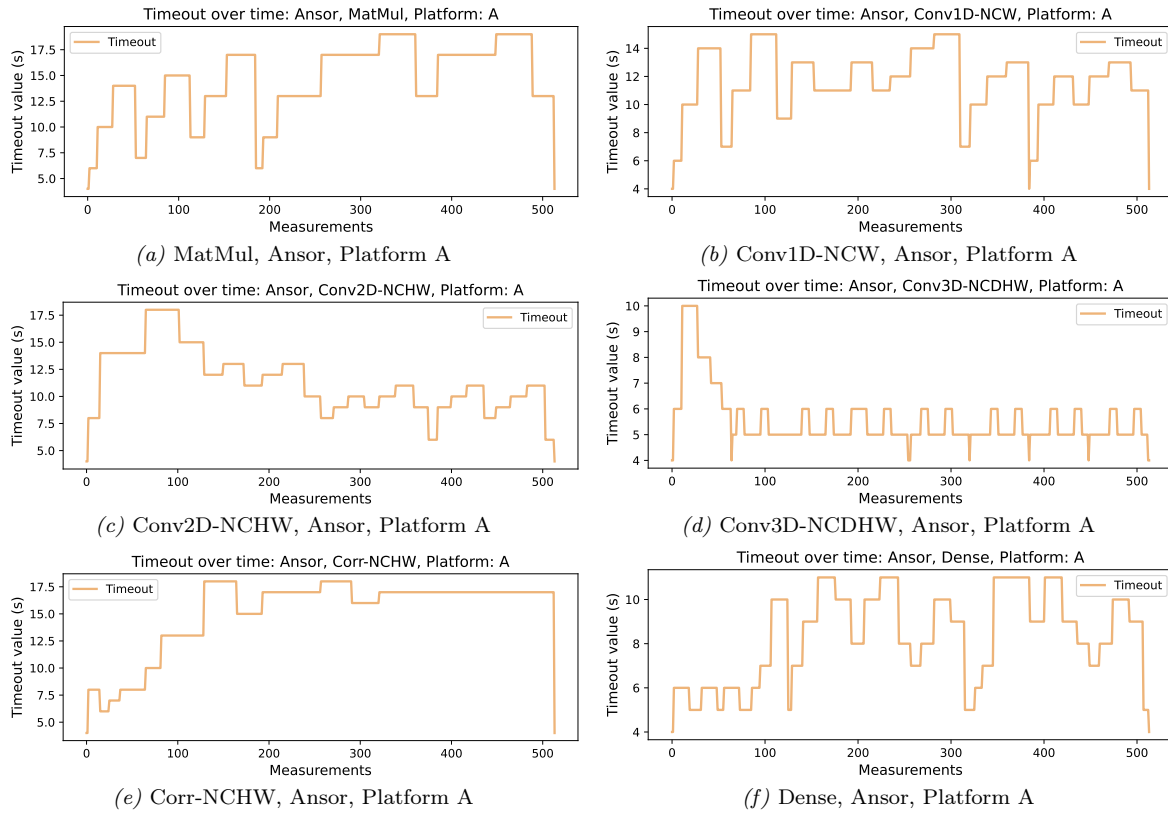 Timeout over time: Ansor, MatMul, Platform: A
Timeout value (s)
17.5
15.0
12.5
10.0
7.5
5.0
Timeout
0 100 200 300 400 500
Measurements
(a) MatMul, Ansor, Platform A
Timeout over time: Ansor, Conv1D-NCW, Platform: A
Timeout value (s)
14
12
10
8
6
4
Timeout
0 100 200 300 400 500
Measurements
(b) Conv1D-NCW, Ansor, Platform A
Timeout over time: Ansor, Conv2D-NCHW, Platform: A
Timeout value (s)
17.5
15.0
12.5
10.0
7.5
5.0
Timeout
0 100 200 300 400 500
Measurements
(c) Conv2D-NCHW, Ansor, Platform A
Timeout over time: Ansor, Conv3D-NCDHW, Platform: A
Timeout value (s)
10
9
8
7
6
5
4
Timeout
0 100 200 300 400 500
Measurements
(d) Conv3D-NCDHW, Ansor, Platform A
Timeout over time: Ansor, Corr-NCHW, Platform: A
Timeout value (s)
17.5
15.0
12.5
10.0
7.5
5.0
Timeout
0 100 200 300 400 500
Measurements
(e) Corr-NCHW, Ansor, Platform A
Timeout over time: Ansor, Dense, Platform: A
Timeout value (s)
10
8
6
4
Timeout
0 100 200 300 400 500
Measurements
(f) Dense, Ansor, Platform A